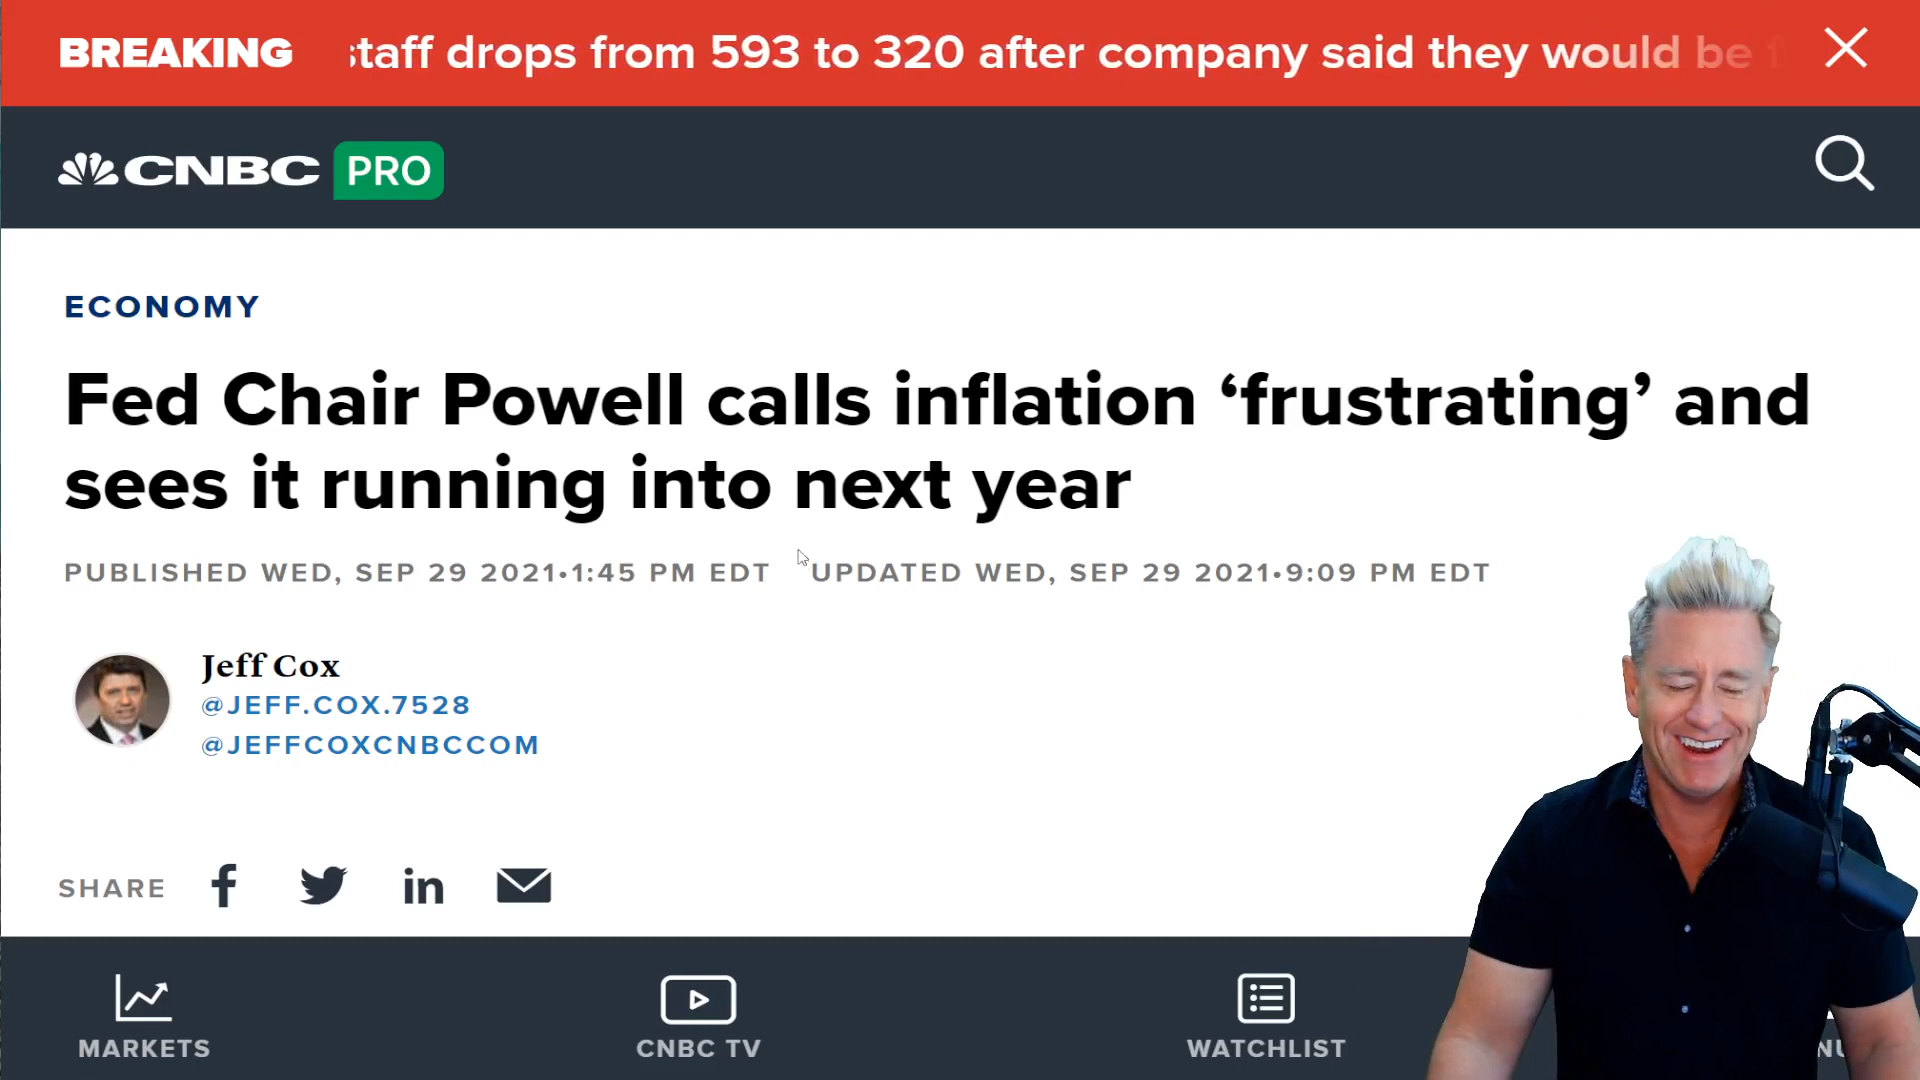 BREAKING staff drops from 593 to 320 after company said they would be
CNBC PRO
ECONOMY
Fed Chair Powell calls inflation ‘frustrating’ and
sees it running into next year
PUBLISHED WED, SEP 29 2021•1:45 PM EDT UPDATED WED, SEP 29 2021•9:09 PM EDT
Jeff Cox
@JEFF.COX.7528
@JEFFCOXCNBCCOM
SHARE
MARKETS CNBC TV WATCHLIST